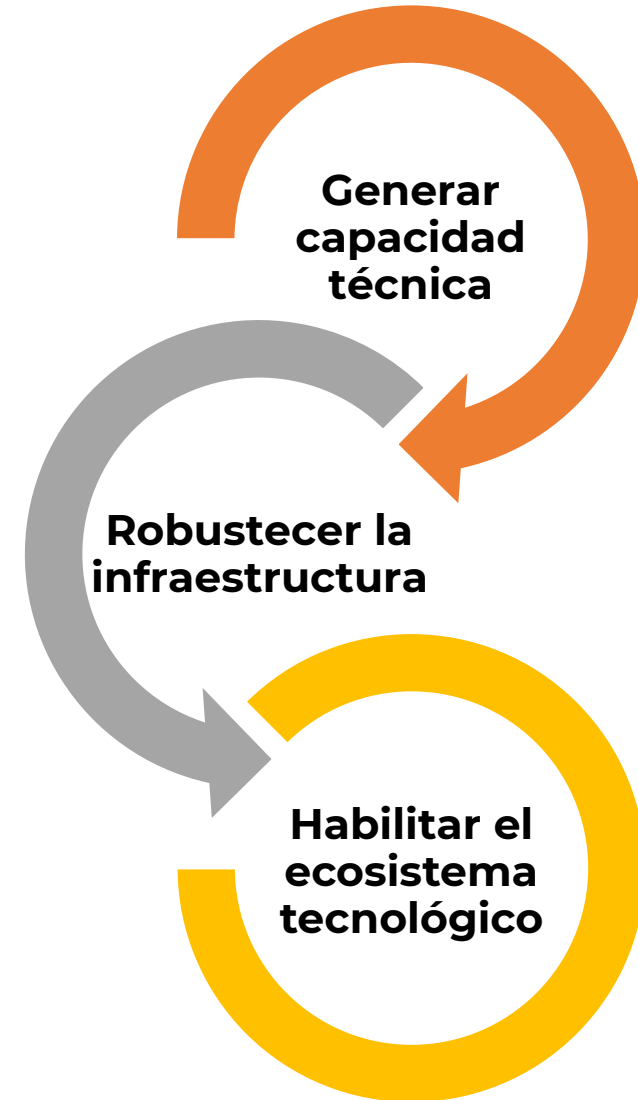 Generar
capacidad
técnica
Robustecer la
infraestructura
Habilitar el
ecosistema
tecnológico